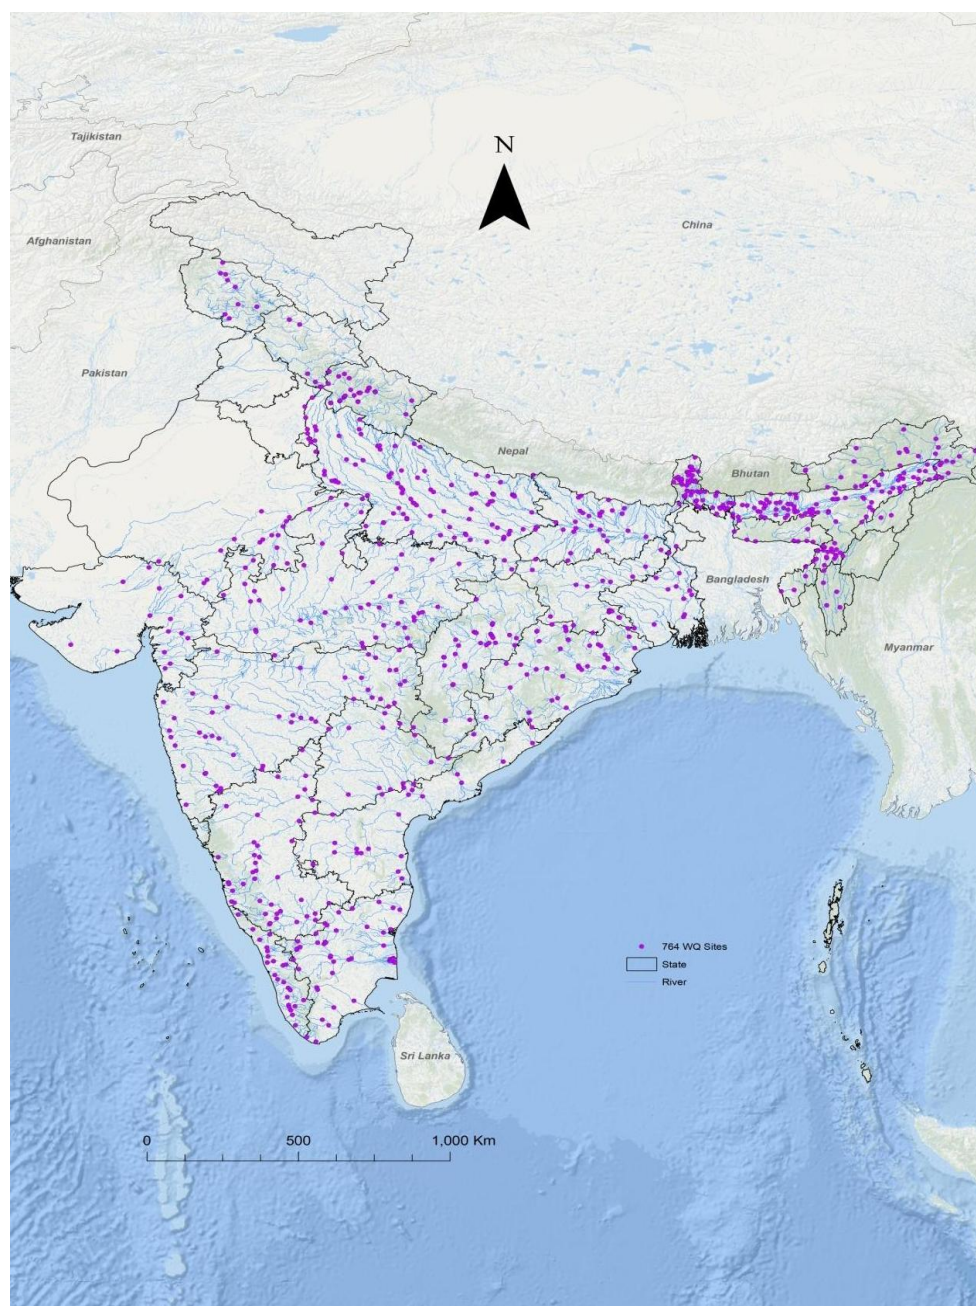 N
Tajikistan
China
Afghanistan
Pakistan
Nepal
Bhutan
Bangladesh
Myanmar
764 WQ Sites
State
River
Sri Lanka
0 500 1,000 Km